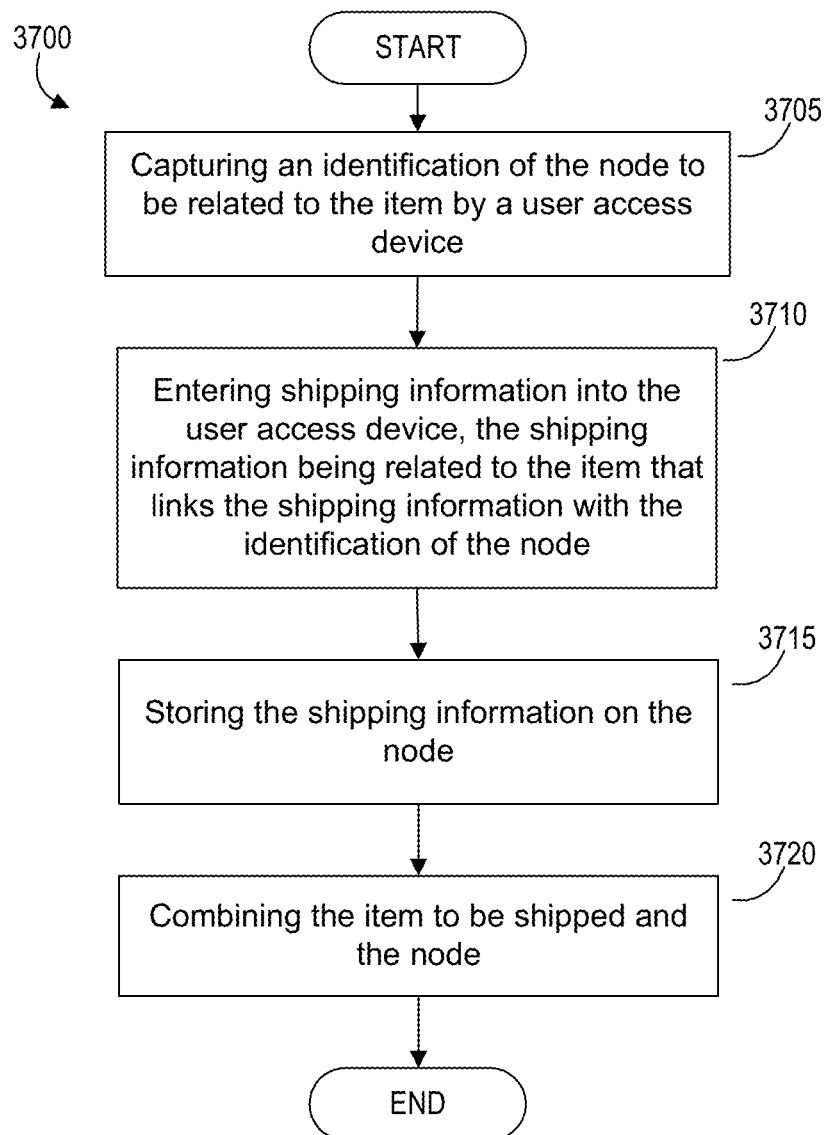 3700
START
3705
Capturing an identification of the node to
be related to the item by a user access
device
3710
Entering shipping information into the
user access device, the shipping
information being related to the item that
links the shipping information with the
identification of the node
3715
Storing the shipping information on the
node
3720
Combining the item to be shipped and
the node
END